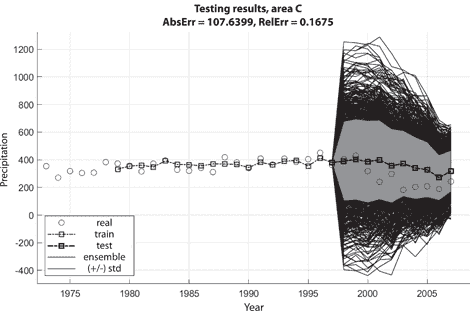 Testing results, area C
AbsErr = 107.6399, RelErr = 0.1675
1200
1000
800
600
400
200
0
-200
-400
Precipitation
real
train
test
ensemble
(+/-) std
1975
1980
1985
1990
1995
2000
2005
Year